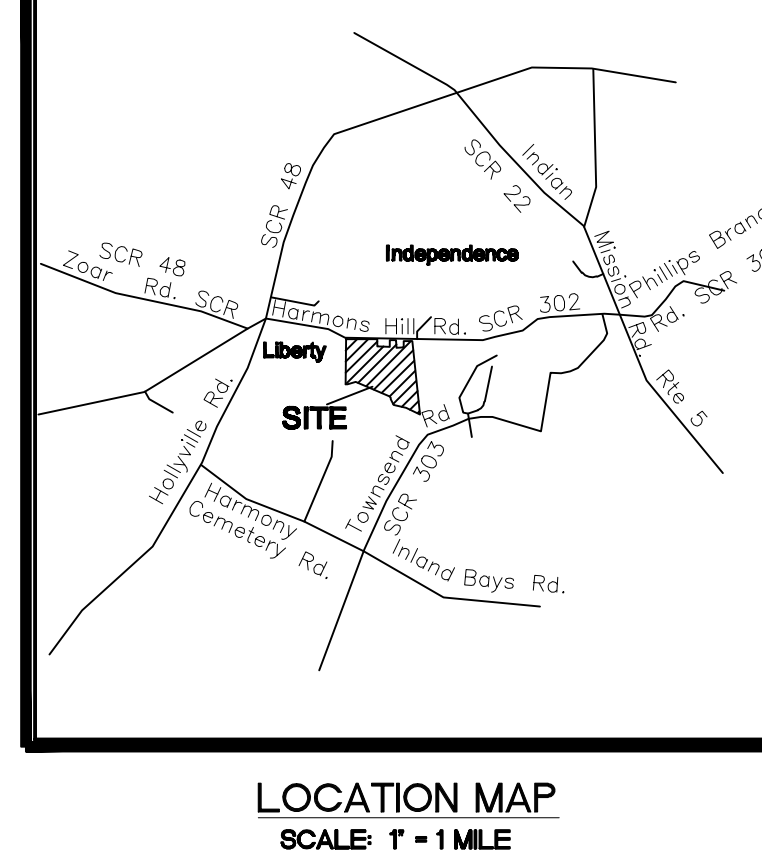 SCR 48
SCR 22
Indian
Independence
Mission
Rd.
Rte 5
Phillips
Rd. SCR
SCR 48
Zoar Rd. SCR
Harmons Hill Rd. SCR 302
Liberty
SITE
Hollyville Rd.
Townsend Rd
SCR 303
Harmony
Cemetery Rd.
Inland Bays Rd.
LOCATION MAP
SCALE: 1" = 1 MILE